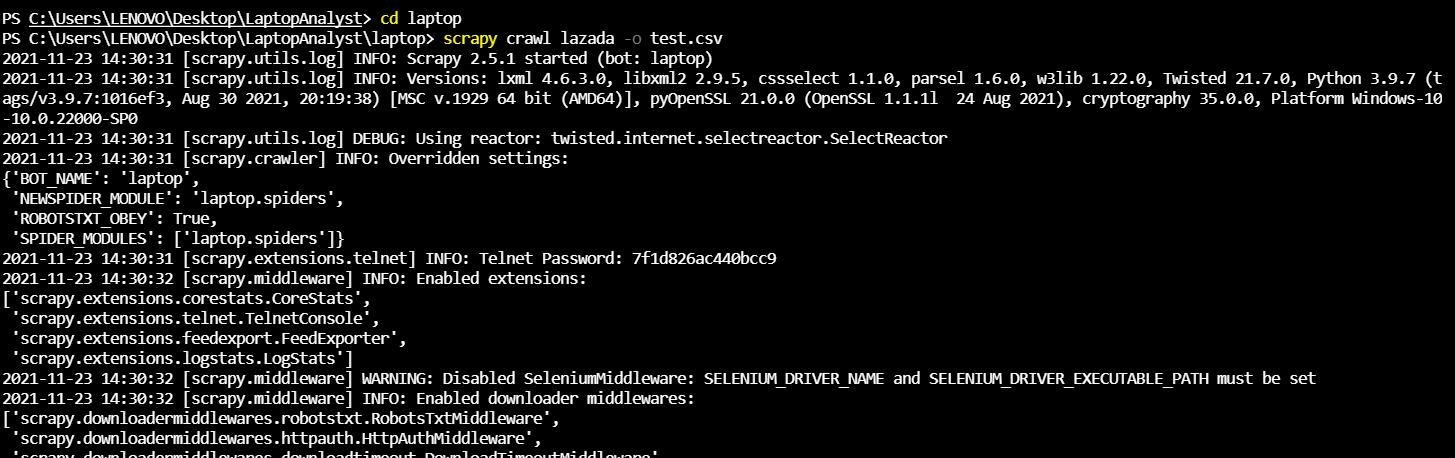 PS C:\Users\LENOVO\Desktop\LaptopAnalyst> cd laptop
PS C:\Users\LENOVO\Desktop\LaptopAnalyst\laptop> scrapy crawl lazada -o test.csv
2021-11-23 14:30:31 [scrapy.utils.log] INFO: Scrapy 2.5.1 started (bot: laptop)
2021-11-23 14:30:31 [scrapy.utils.log] INFO: Versions: lxml 4.6.3.0, libxml2 2.9.5, cssselect 1.1.0, parsel 1.6.0, w3lib 1.22.0, Twisted 21.7.0, Python 3.9.7 (t
ags/v3.9.7:1016ef3, Aug 30 2021, 20:19:38) [MSC v.1929 64 bit (AMD64)], pyOpenSSL 21.0.0 (OpenSSL 1.1.1l  24 Aug 2021), cryptography 35.0.0, Platform Windows-10
-10.0.22000-SP0
2021-11-23 14:30:31 [scrapy.utils.log] DEBUG: Using reactor: twisted.internet.selectreactor.SelectReactor
2021-11-23 14:30:31 [scrapy.crawler] INFO: Overridden settings:
{'BOT_NAME': 'laptop',
 'NEWSPIDER_MODULE': 'laptop.spiders',
 'ROBOTSTXT_OBEY': True,
 'SPIDER_MODULES': ['laptop.spiders']}
2021-11-23 14:30:31 [scrapy.extensions.telnet] INFO: Telnet Password: 7f1d826ac440bcc9
2021-11-23 14:30:32 [scrapy.middleware] INFO: Enabled extensions:
['scrapy.extensions.corestats.CoreStats',
 'scrapy.extensions.telnet.TelnetConsole',
 'scrapy.extensions.feedexport.FeedExporter',
 'scrapy.extensions.logstats.LogStats']
2021-11-23 14:30:32 [scrapy.middleware] WARNING: Disabled SeleniumMiddleware: SELENIUM_DRIVER_NAME and SELENIUM_DRIVER_EXECUTABLE_PATH must be set
2021-11-23 14:30:32 [scrapy.middleware] INFO: Enabled downloader middlewares:
['scrapy.downloadermiddlewares.robotstxt.RobotsTxtMiddleware',
 'scrapy.downloadermiddlewares.httpauth.HttpAuthMiddleware',
 'scrapy.downloadermiddlewares.downloadtimeout.DownloadTimeoutMiddleware',